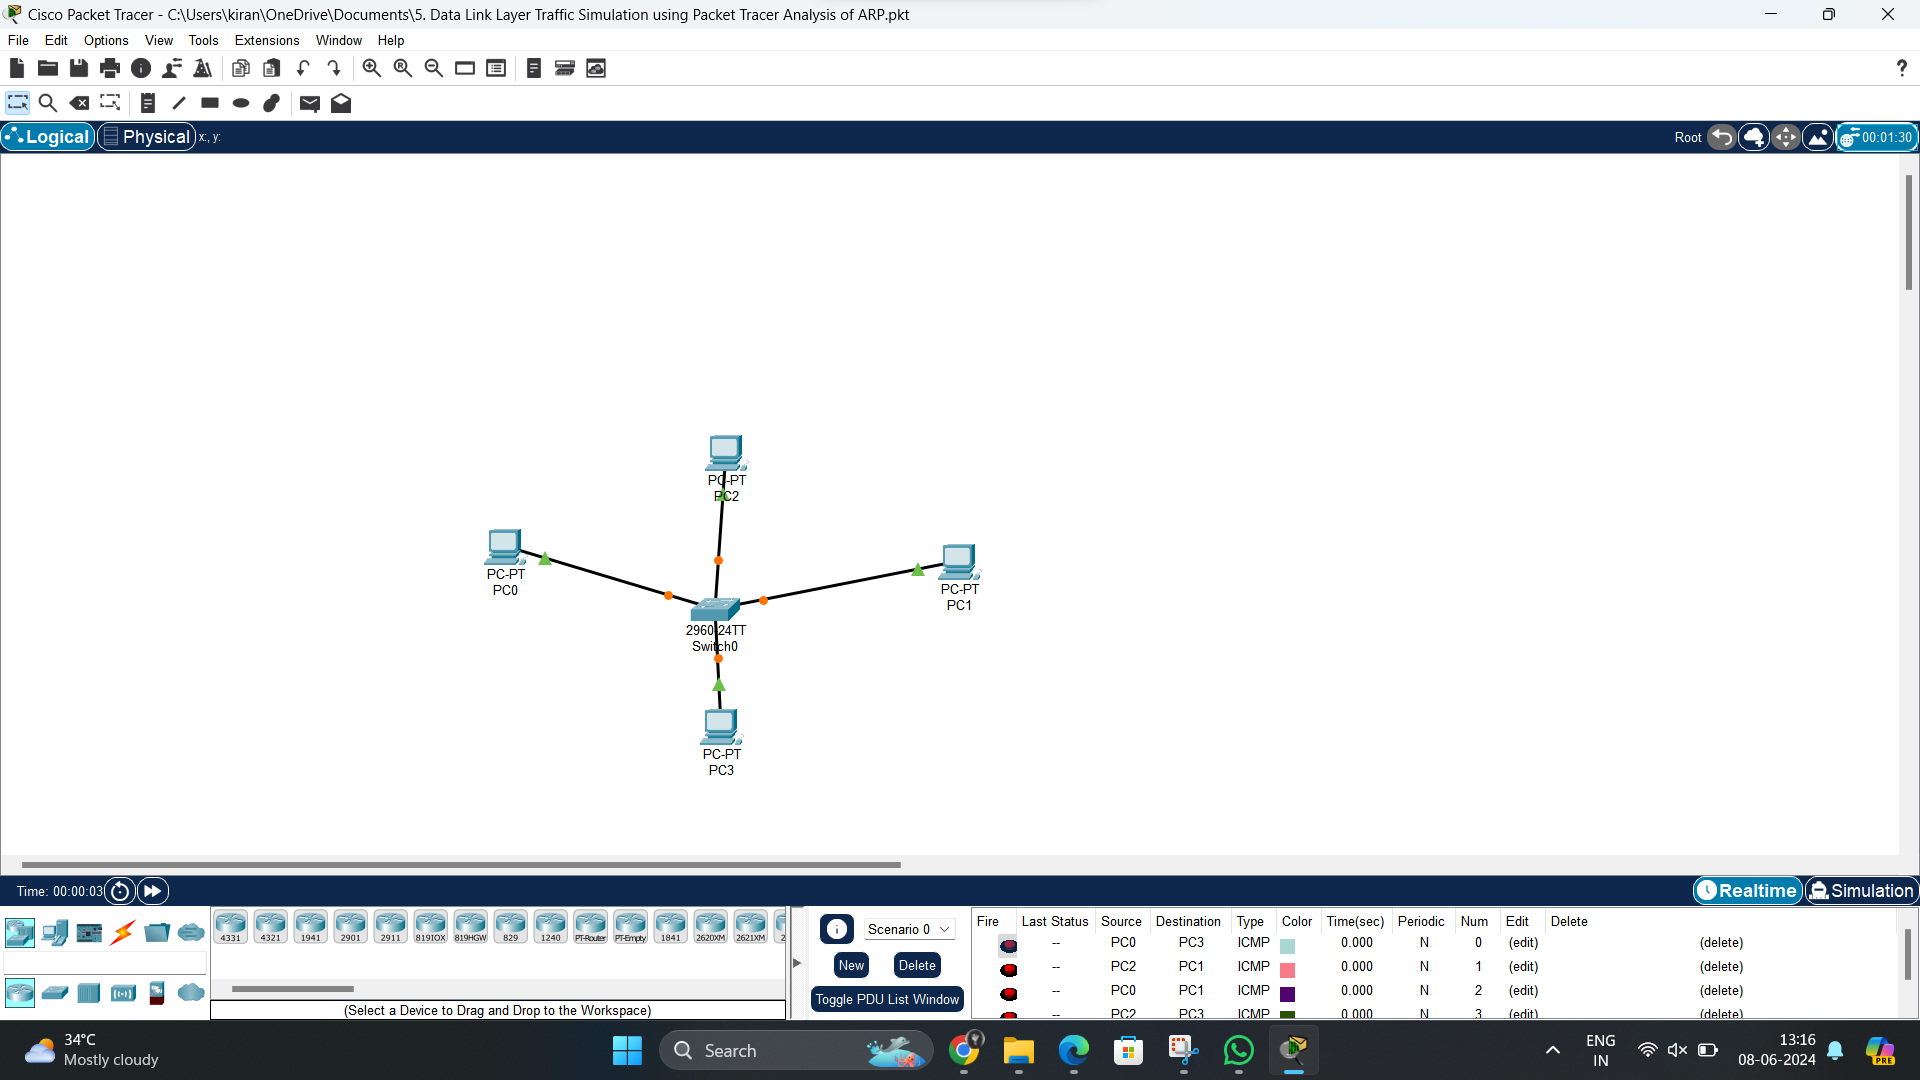 Cisco Packet Tracer - C:\Users\kiran\OneDrive\Documents\5. Data Link Layer Traffic Simulation using Packet Tracer Analysis of ARP.pkt
File Edit Options View Tools Extensions Window Help
?
Logical Physical x:, y: Root 00:01:30
PC-PT
PC2
PC-PT
PC0
PC-PT
PC1
2960-24TT
Switch0
PC-PT
PC3
Time: 00:00:03 Realtime Simulation
4331 4321 1941 2901 2911 819IOX 819HGW 829 1240 PT-Router PT-Empty 1841 2620XM 2621XM
(Select a Device to Drag and Drop to the Workspace)
Scenario 0
New Delete
Toggle PDU List Window
Fire Last Status Source Destination Type Color Time(sec) Periodic Num Edit Delete
-- PC0 PC3 ICMP 0.000 N 0 (edit) (delete)
-- PC2 PC1 ICMP 0.000 N 1 (edit) (delete)
-- PC0 PC1 ICMP 0.000 N 2 (edit) (delete)
-- PC2 PC3 ICMP 0.000 N 3 (edit) (delete)
34°C
Mostly cloudy
Search
ENG
IN
13:16
08-06-2024
PRE